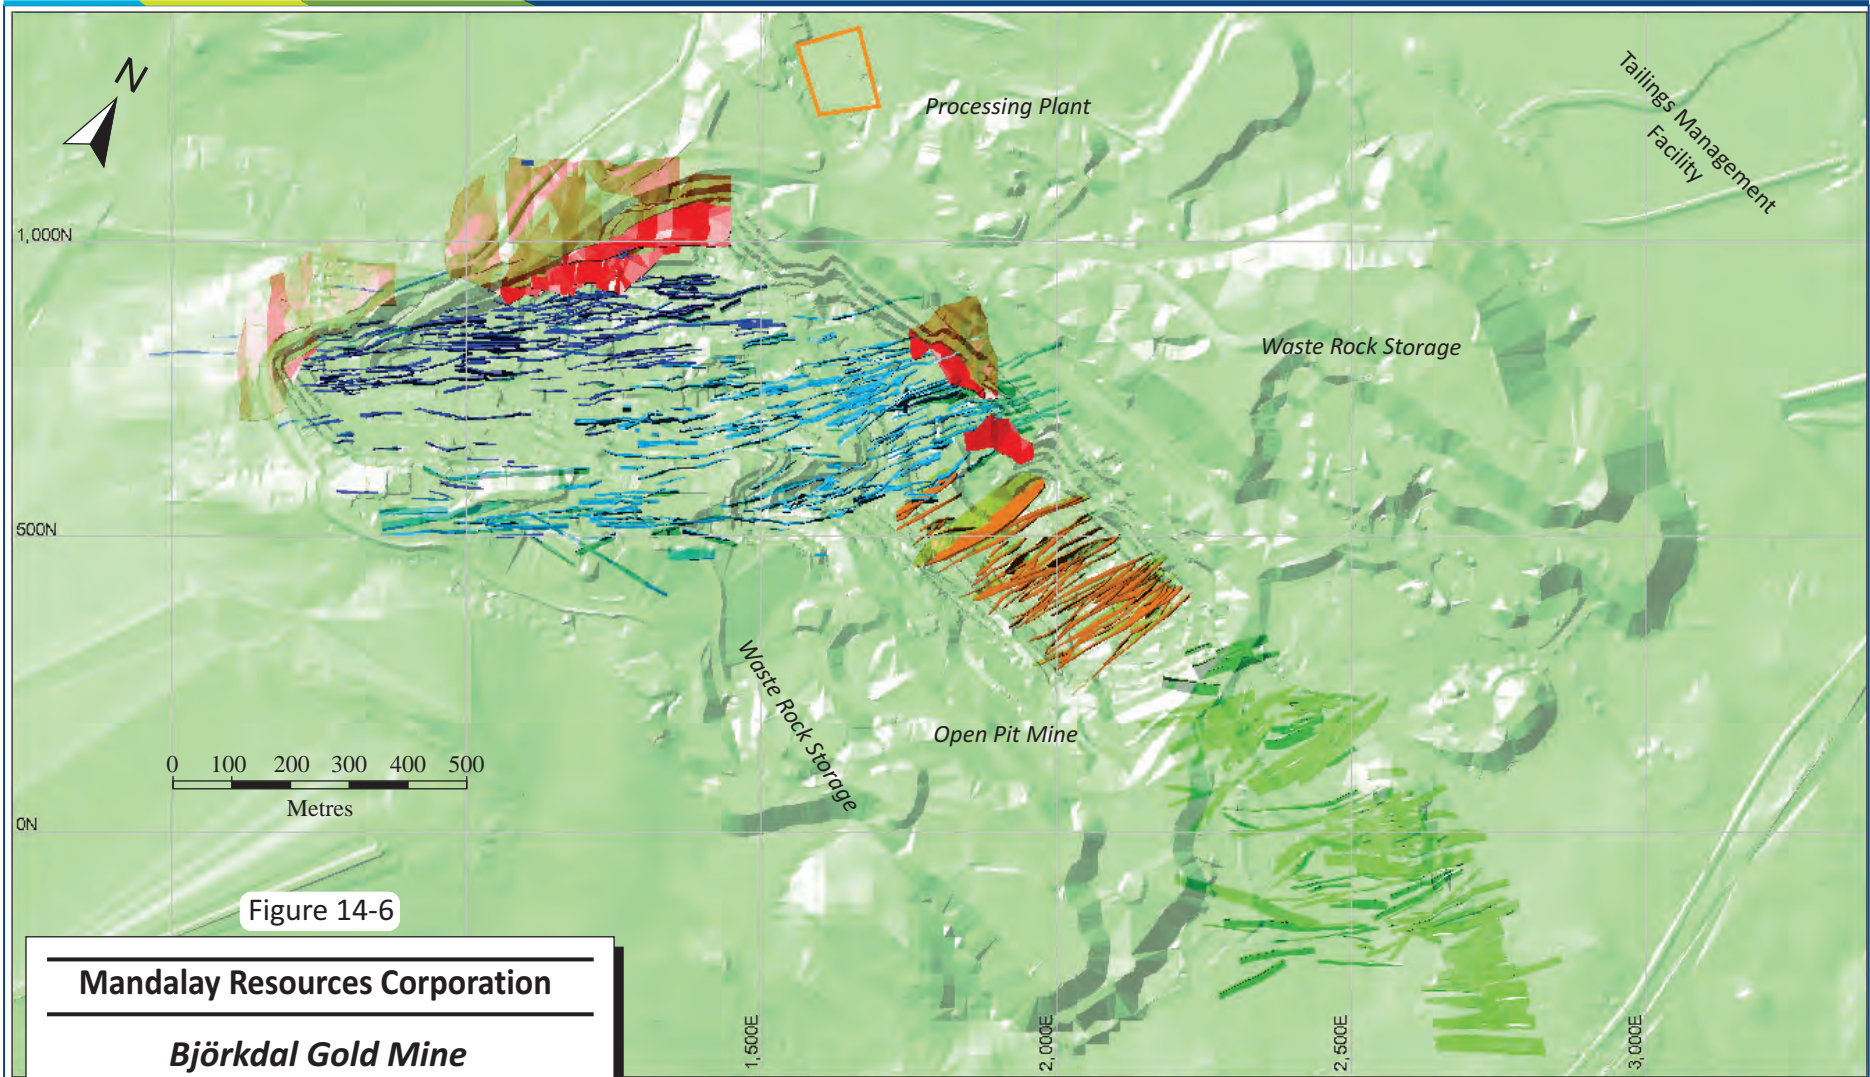 N
Processing Plant
Tailings Management
Facility
1,000N
Waste Rock Storage
500N
Waste Rock Storage
Open Pit Mine
0 100 200 300 400 500
Metres
0N
Figure 14-6
Mandalay Resources Corporation
Björkdal Gold Mine
1,500E
2,000E
2,500E
3,000E